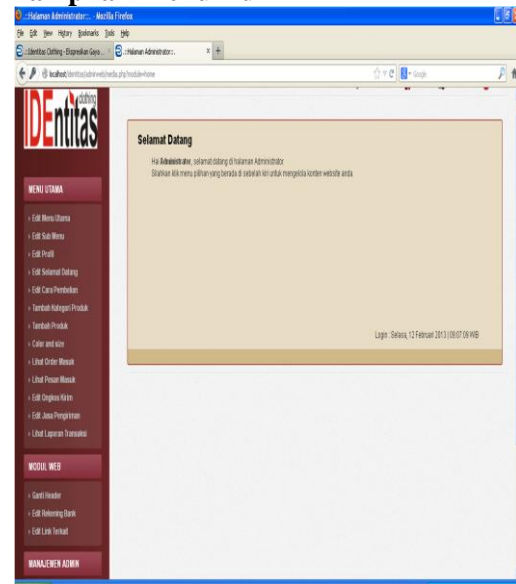 .::Halaman Administrator::. - Mozilla Firefox
File Edit View History Bookmarks Tools Help
::Identitas Clothing - Ekspresikan Gaya ...
.::Halaman Administrator::.
localhost/identitas/adminweb/media.php?module=home
Google
clothing
IDEntitas
Selamat Datang
Hai Administrator, selamat datang di halaman Administrator
Silahkan klik menu pilihan yang berada di sebelah kiri untuk mengelola konten website anda
Login : Selasa, 12 Februari 2013 | 09:07:09 WIB
MENU UTAMA
› Edit Menu Utama
› Edit Sub Menu
› Edit Profil
› Edit Selamat Datang
› Edit Cara Pembelian
› Tambah Kategori Produk
› Tambah Produk
› Color and size
› Lihat Order Masuk
› Lihat Pesan Masuk
› Edit Ongkos Kirim
› Edit Jasa Pengiriman
› Lihat Laporan Transaksi
MODUL WEB
› Ganti Header
› Edit Rekening Bank
› Edit Link Terkait
MANAJEMEN ADMIN